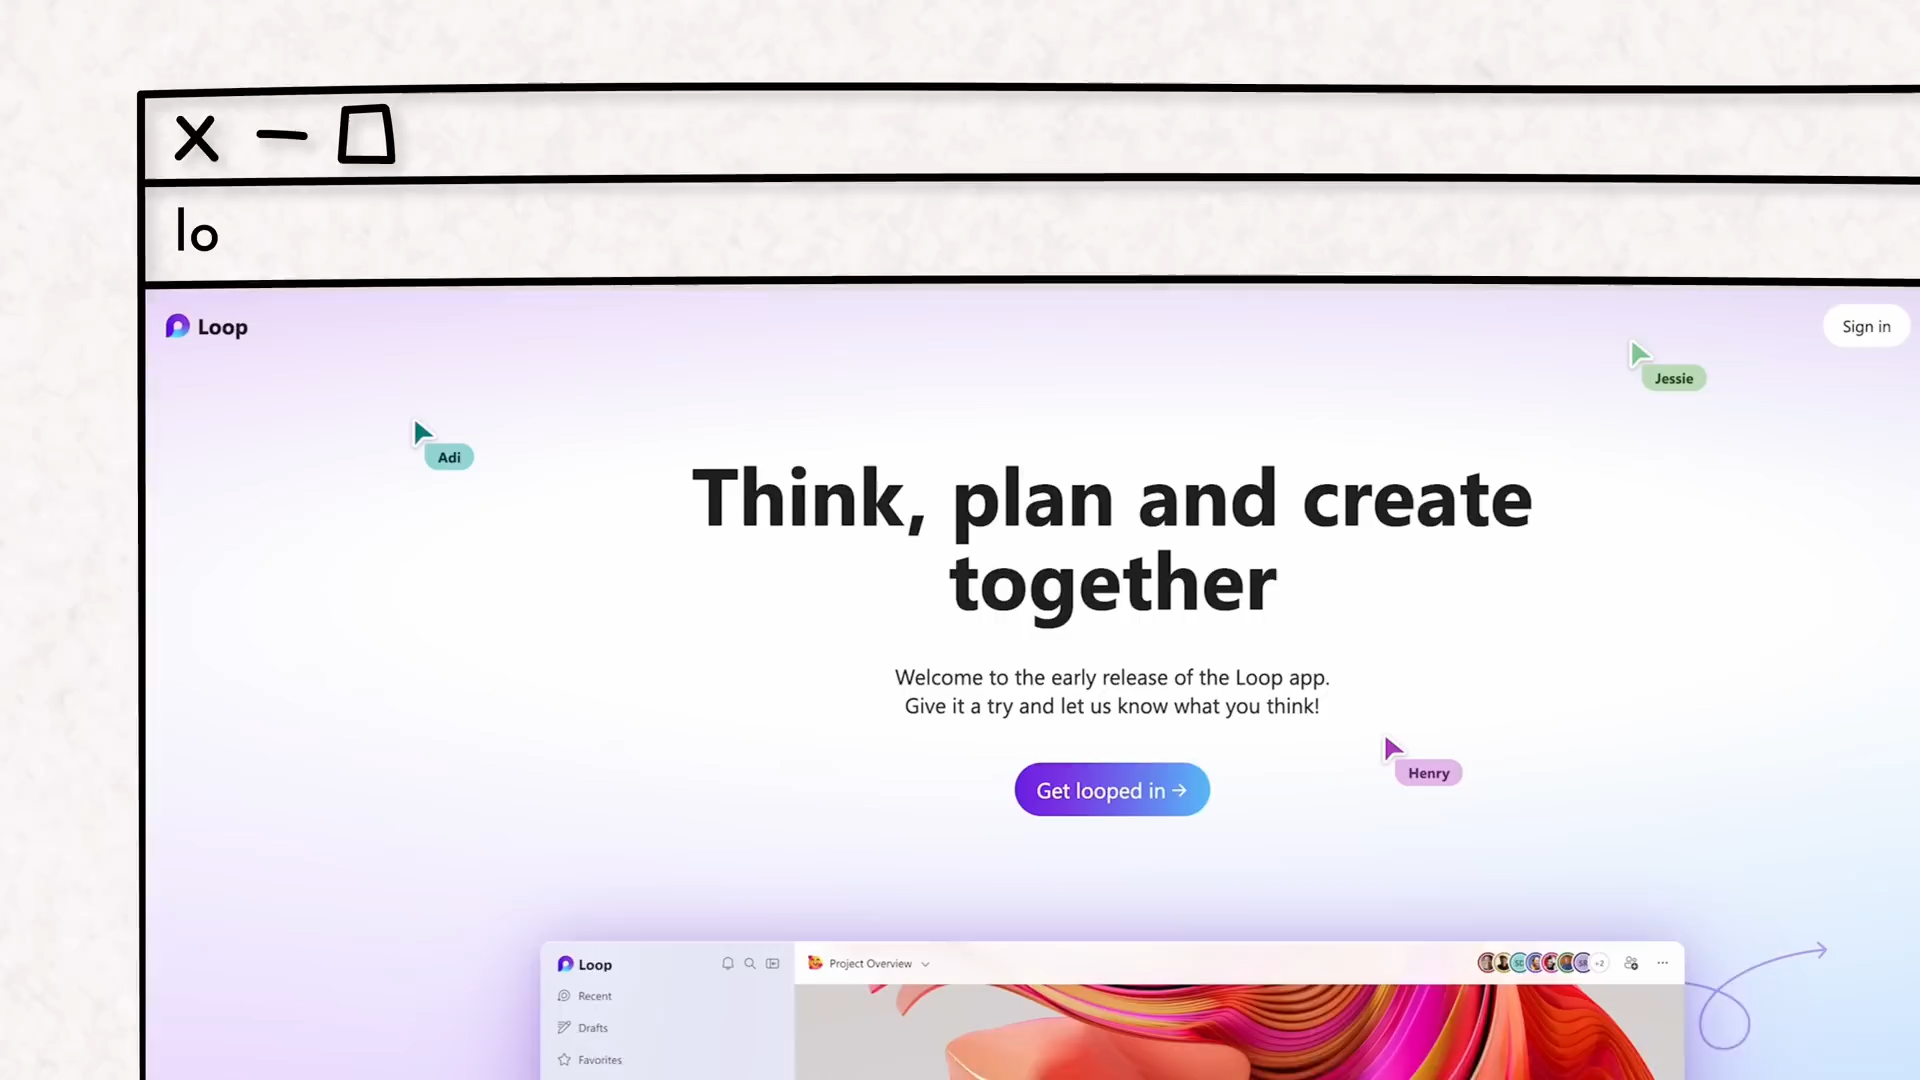 lo
Loop
Sign in
Jessie
Adi
Think, plan and create
together
Welcome to the early release of the Loop app.
Give it a try and let us know what you think!
Henry
Get looped in →
Loop
Project Overview
+2
Recent
Drafts
Favorites